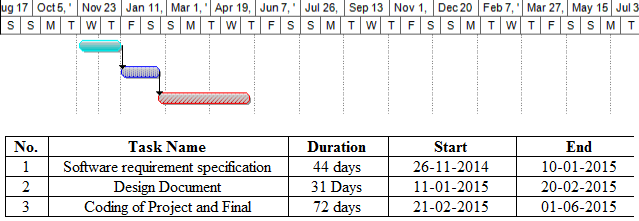 ug 17 Oct 5, ' Nov 23 Jan 11, Mar 1, ' Apr 19, Jun 7, ' Jul 26, Sep 13 Nov 1, Dec 20 Feb 7, ' Mar 27, May 15 Jul 3
S S M T W T F S S M T W T F S S M T W T F S S M T W T
No. Task Name Duration Start End
1 Software requirement specification 44 days 26-11-2014 10-01-2015
2 Design Document 31 Days 11-01-2015 20-02-2015
3 Coding of Project and Final 72 days 21-02-2015 01-06-2015